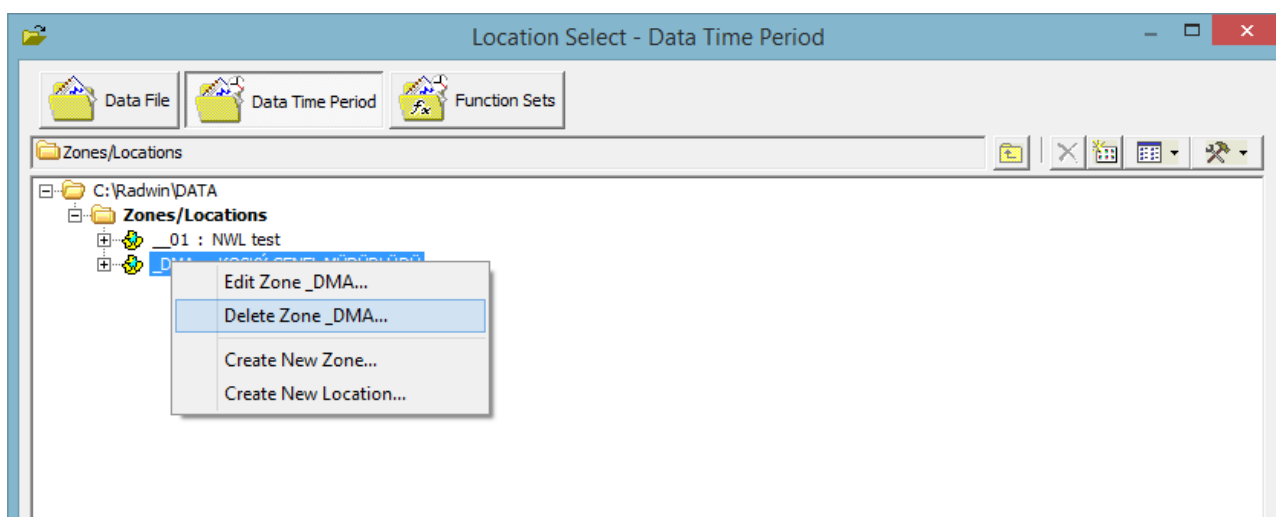 Location Select - Data Time Period
Data File Data Time Period Function Sets
Zones/Locations
C:\Radwin\DATA
Zones/Locations
__01 : NWL test
Edit Zone _DMA...
Delete Zone _DMA...
Create New Zone...
Create New Location...